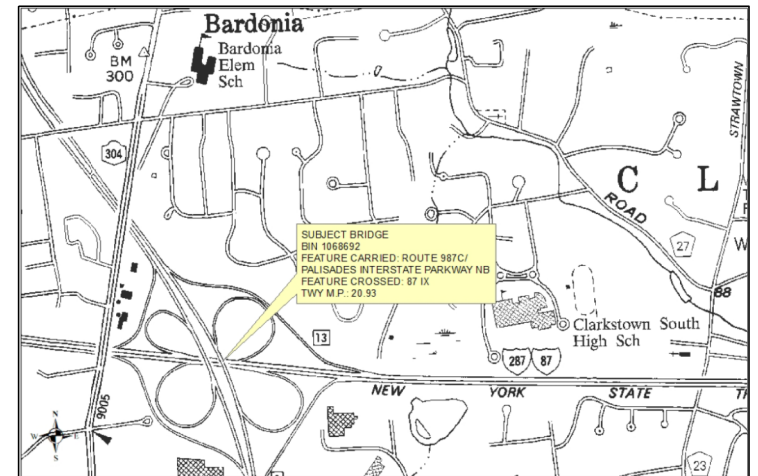 Bardonia
Bardonia
Elem
Sch
BM
300
304
STRAWTOWN
C L
ROAD
27
W
SUBJECT BRIDGE
BIN 1068692
FEATURE CARRIED: ROUTE 987C/
PALISADES INTERSTATE PARKWAY NB
FEATURE CROSSED: 87 IX
TWY M.P.: 20.93
88
13
Clarkstown South
High Sch
287 87
NEW YORK STATE TH
9005
N
W E
S
23